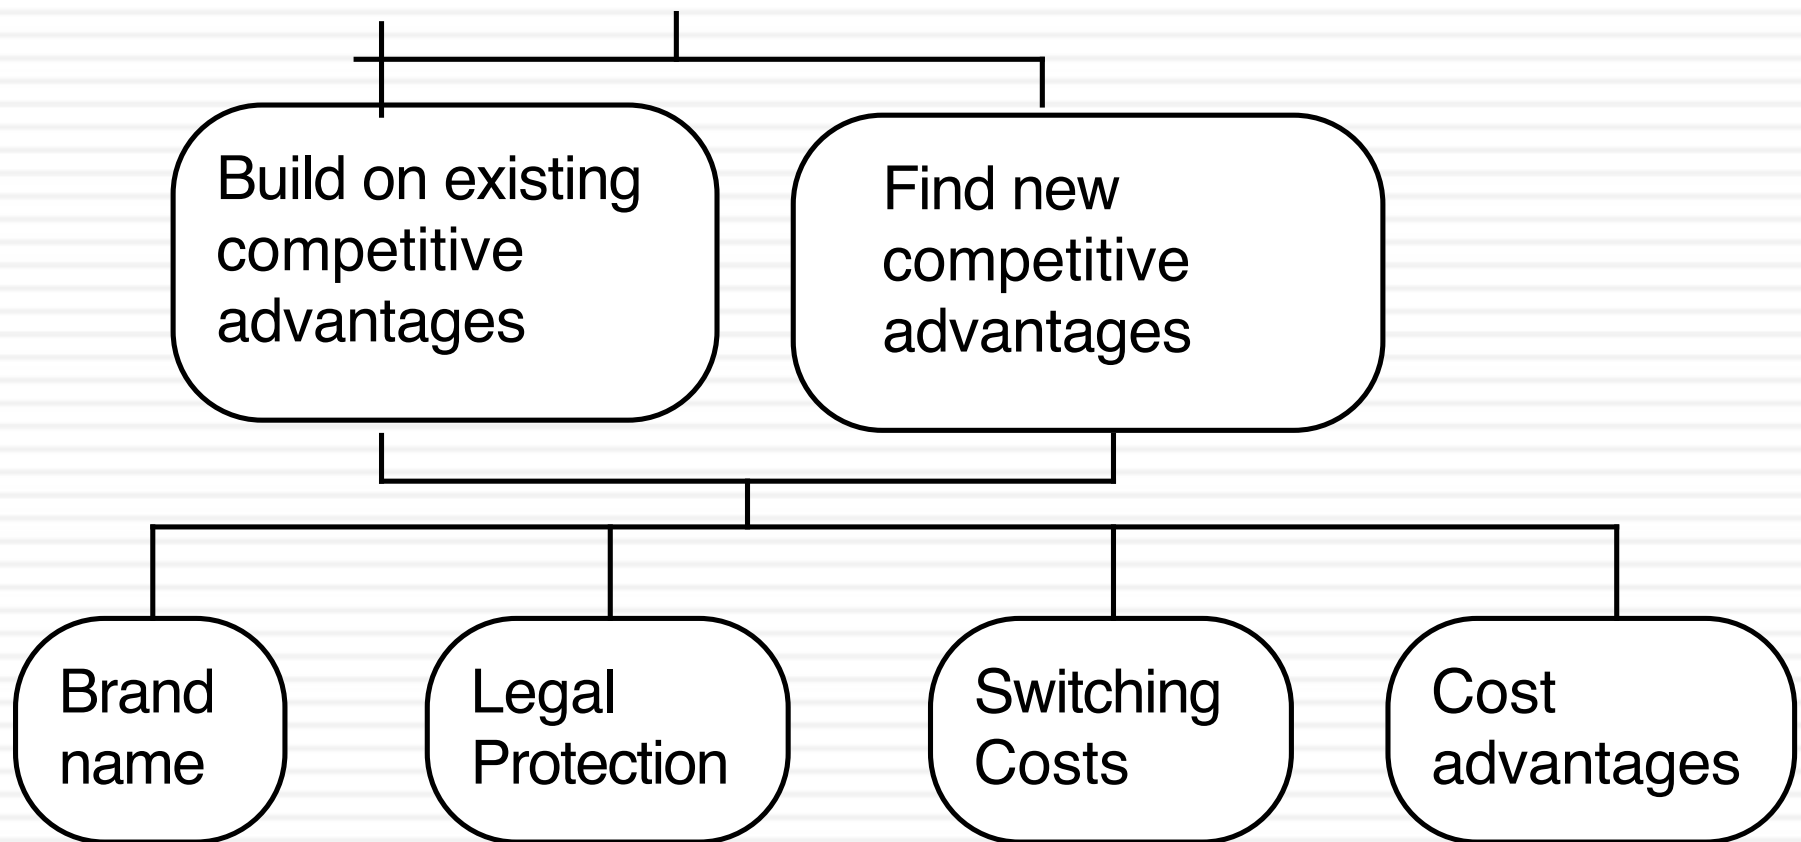 Build on existing
competitive
advantages
Find new
competitive
advantages
Brand
name
Legal
Protection
Switching
Costs
Cost
advantages